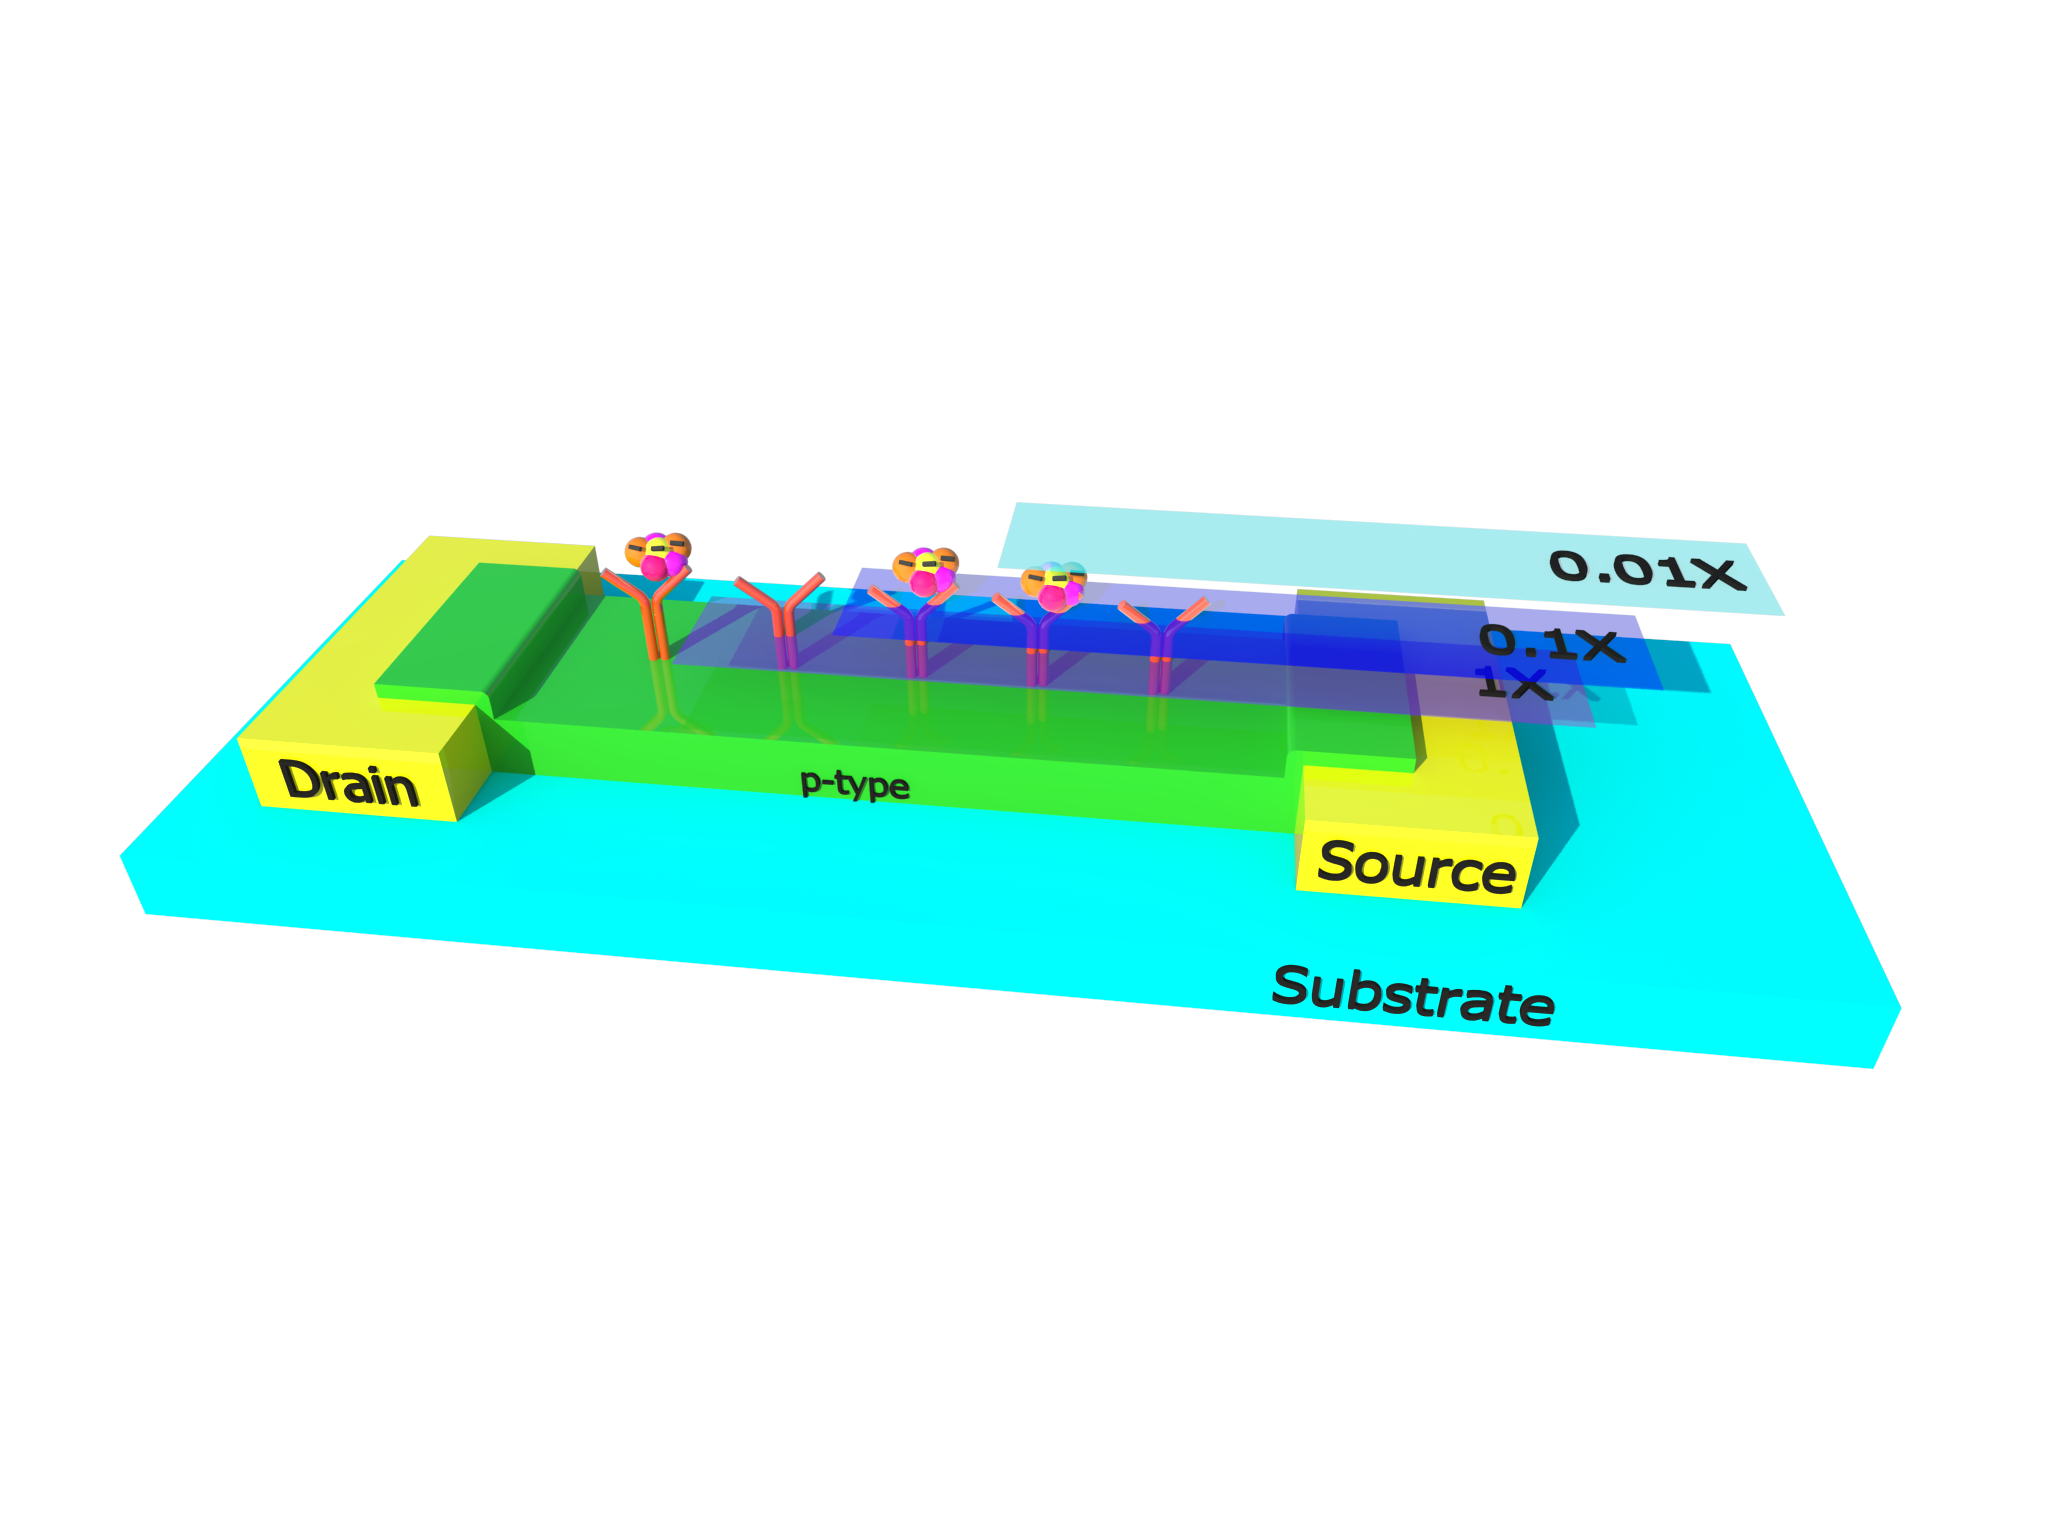 0.01X
0.1X
1X
Drain
p-type
Source
Substrate